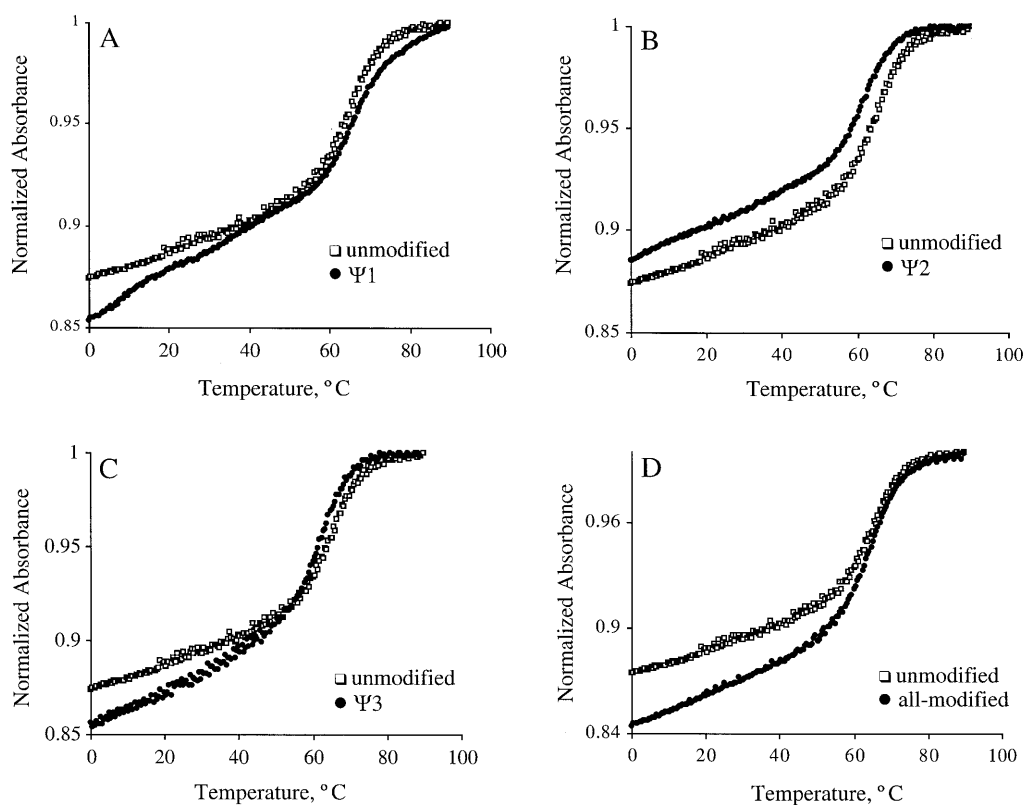 A
Normalized Absorbance
1
0.95
0.9
0.85
unmodified
Ψ1
0 20 40 60 80 100
Temperature, °C
B
Normalized Absorbance
1
0.95
0.9
0.85
unmodified
Ψ2
0 20 40 60 80 100
Temperature, °C
C
Normalized Absorbance
1
0.95
0.9
0.85
unmodified
Ψ3
0 20 40 60 80 100
Temperature, °C
D
Normalized Absorbance
0.96
0.9
0.84
unmodified
all-modified
0 20 40 60 80 100
Temperature, °C